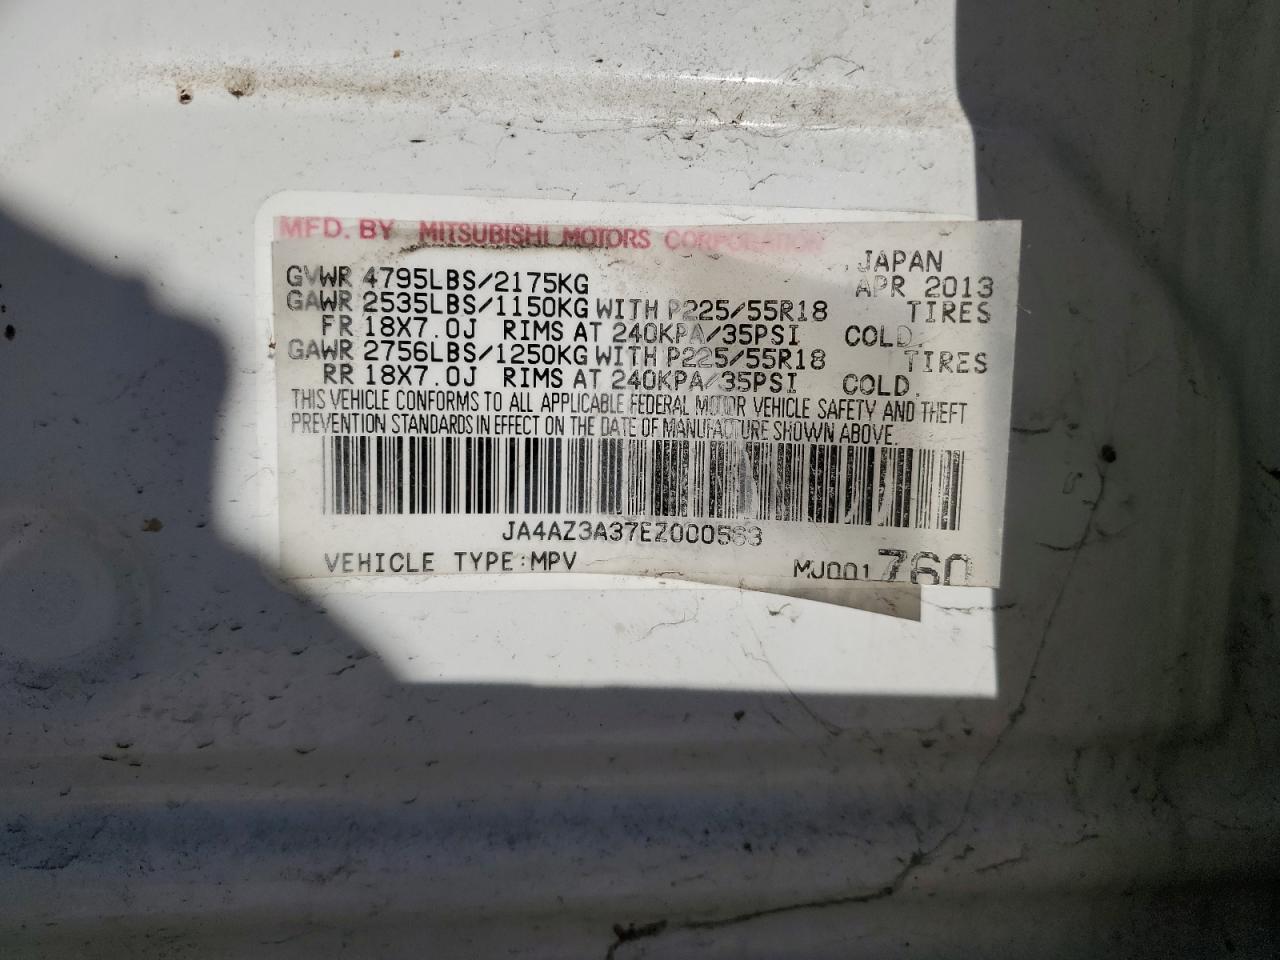 MFD. BY MITSUBISHI MOTORS CORPORATION
JAPAN
GVWR 4795LBS/2175KG APR 2013
GAWR 2535LBS/1150KG WITH P225/55R18 TIRES
FR 18X7.0J RIMS AT 240KPA/35PSI COLD.
GAWR 2756LBS/1250KG WITH P225/55R18 TIRES
RR 18X7.0J RIMS AT 240KPA/35PSI COLD.
THIS VEHICLE CONFORMS TO ALL APPLICABLE FEDERAL MOTOR VEHICLE SAFETY AND THEFT
PREVENTION STANDARDS IN EFFECT ON THE DATE OF MANUFACTURE SHOWN ABOVE.
VEHICLE TYPE:MPV MJ001 760